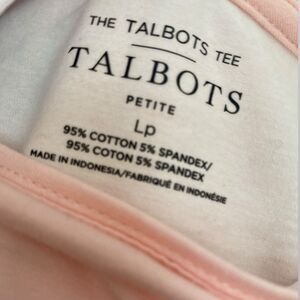 THE TALBOTS TEE
TALBOTS
PETITE
Lp
95% COTTON 5% SPANDEX/
95% COTON 5% SPANDEX
MADE IN INDONESIA/FABRIQUÉ EN INDONÉSIE